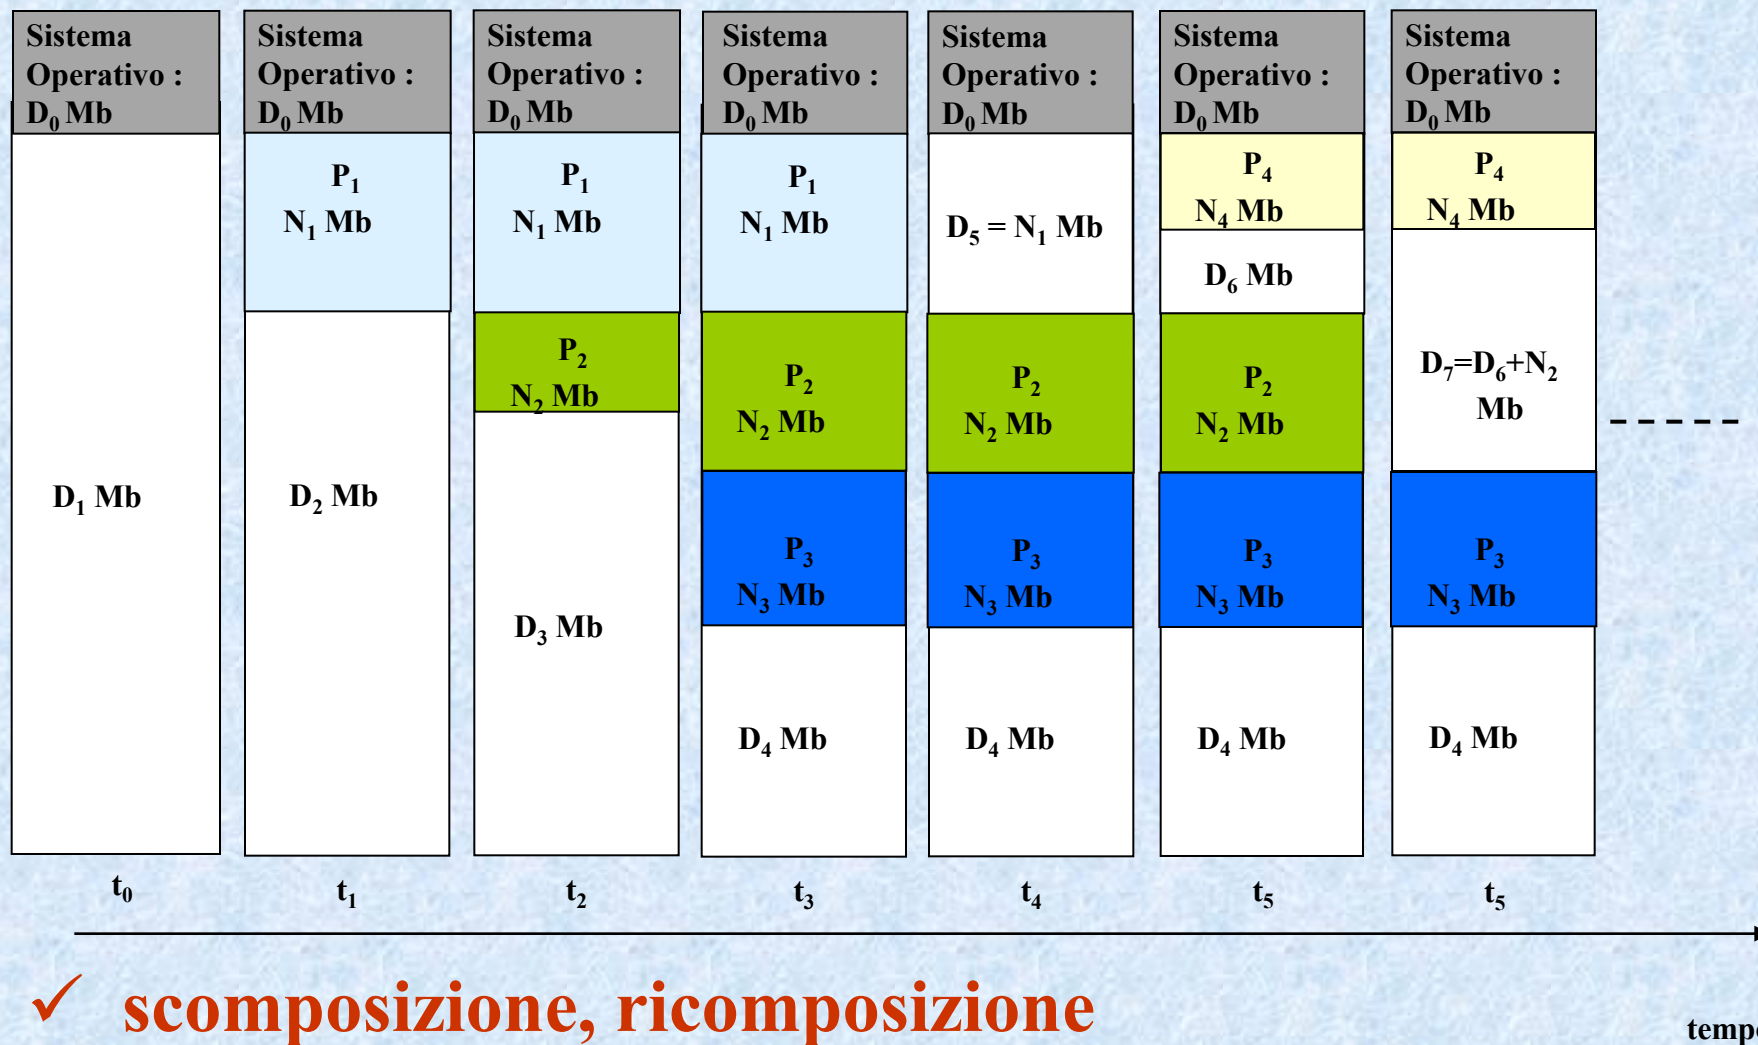 Sistema
Operativo :
D₀ Mb
D₁ Mb
t₀
Sistema
Operativo :
D₀ Mb
P₁
N₁ Mb
D₂ Mb
t₁
Sistema
Operativo :
D₀ Mb
P₁
N₁ Mb
P₂
N₂ Mb
D₃ Mb
t₂
Sistema
Operativo :
D₀ Mb
P₁
N₁ Mb
P₂
N₂ Mb
P₃
N₃ Mb
D₄ Mb
t₃
Sistema
Operativo :
D₀ Mb
D₅ = N₁ Mb
P₂
N₂ Mb
P₃
N₃ Mb
D₄ Mb
t₄
Sistema
Operativo :
D₀ Mb
P₄
N₄ Mb
D₆ Mb
P₂
N₂ Mb
P₃
N₃ Mb
D₄ Mb
t₅
Sistema
Operativo :
D₀ Mb
P₄
N₄ Mb
D₇=D₆+N₂
Mb
P₃
N₃ Mb
D₄ Mb
t₅
✓ scomposizione, ricomposizione
tempo